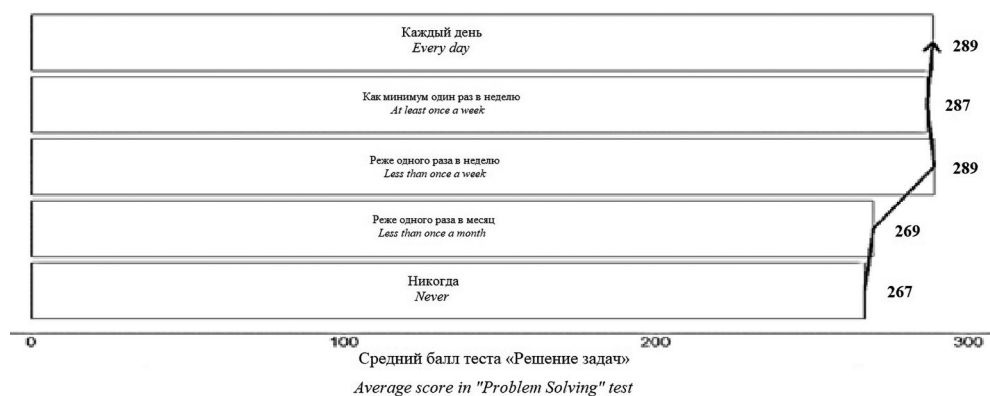 Каждый день
Every day
289
Как минимум один раз в неделю
At least once a week
287
Реже одного раза в неделю
Less than once a week
289
Реже одного раза в месяц
Less than once a month
269
Никогда
Never
267
0 100 200 300
Средний балл теста «Решение задач»
Average score in "Problem Solving" test